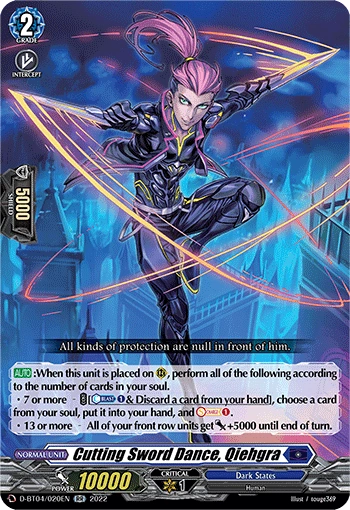 2
GRADE
INTERCEPT
5000
SHIELD
All kinds of protection are null in front of him.
AUTO:When this unit is placed on R, perform all of the following according
to the number of cards in your soul.
・7 or more - [BLAST 1 & Discard a card from your hand], choose a card
from your soul, put it into your hand, and 1.
・13 or more - All of your front row units get +5000 until end of turn.
NORMAL UNIT
Cutting Sword Dance, Qiehgra
POWER 10000
CRITICAL
1
Dark States
Human
D-BT04/020EN RR 2022
Illust / touge369